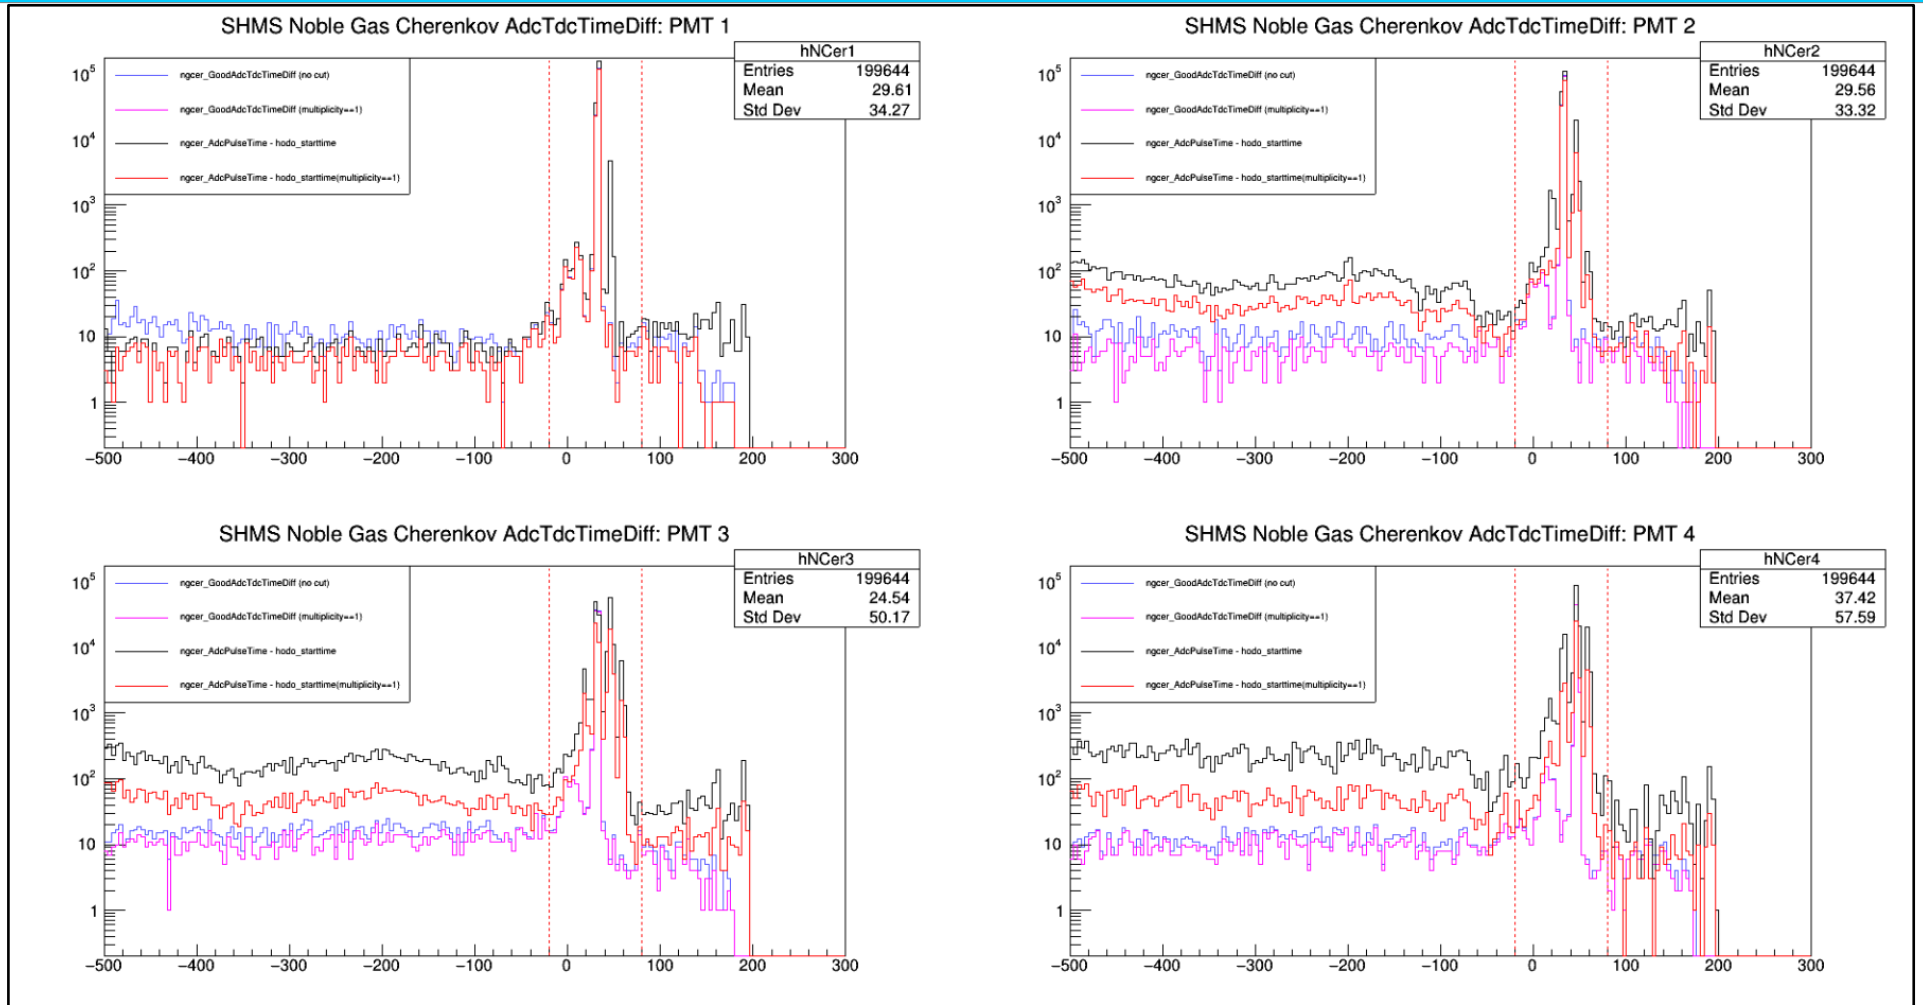 SHMS Noble Gas Cherenkov AdcTdcTimeDiff: PMT 1
hNCer1
Entries 199644
Mean 29.61
Std Dev 34.27
ngcer_GoodAdcTdcTimeDiff (no cut)
ngcer_GoodAdcTdcTimeDiff (multiplicity==1)
ngcer_AdcPulseTime - hodo_starttime
ngcer_AdcPulseTime - hodo_starttime(multiplicity==1)
10^5
10^4
10^3
10^2
10
1
−500 −400 −300 −200 −100 0 100 200 300
SHMS Noble Gas Cherenkov AdcTdcTimeDiff: PMT 2
hNCer2
Entries 199644
Mean 29.56
Std Dev 33.32
ngcer_GoodAdcTdcTimeDiff (no cut)
ngcer_GoodAdcTdcTimeDiff (multiplicity==1)
ngcer_AdcPulseTime - hodo_starttime
ngcer_AdcPulseTime - hodo_starttime(multiplicity==1)
10^5
10^4
10^3
10^2
10
1
−500 −400 −300 −200 −100 0 100 200 300
SHMS Noble Gas Cherenkov AdcTdcTimeDiff: PMT 3
hNCer3
Entries 199644
Mean 24.54
Std Dev 50.17
ngcer_GoodAdcTdcTimeDiff (no cut)
ngcer_GoodAdcTdcTimeDiff (multiplicity==1)
ngcer_AdcPulseTime - hodo_starttime
ngcer_AdcPulseTime - hodo_starttime(multiplicity==1)
10^5
10^4
10^3
10^2
10
1
−500 −400 −300 −200 −100 0 100 200 300
SHMS Noble Gas Cherenkov AdcTdcTimeDiff: PMT 4
hNCer4
Entries 199644
Mean 37.42
Std Dev 57.59
ngcer_GoodAdcTdcTimeDiff (no cut)
ngcer_GoodAdcTdcTimeDiff (multiplicity==1)
ngcer_AdcPulseTime - hodo_starttime
ngcer_AdcPulseTime - hodo_starttime(multiplicity==1)
10^5
10^4
10^3
10^2
10
1
−500 −400 −300 −200 −100 0 100 200 300